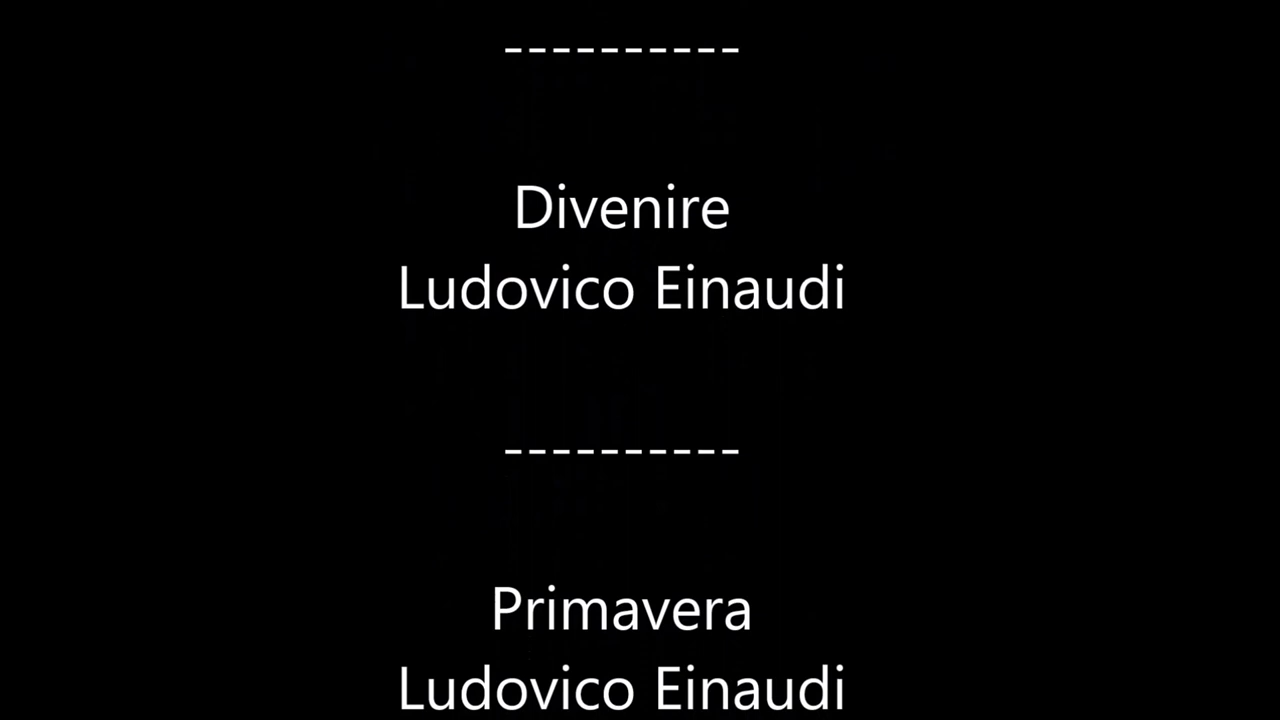 ----------
Divenire
Ludovico Einaudi
----------
Primavera
Ludovico Einaudi